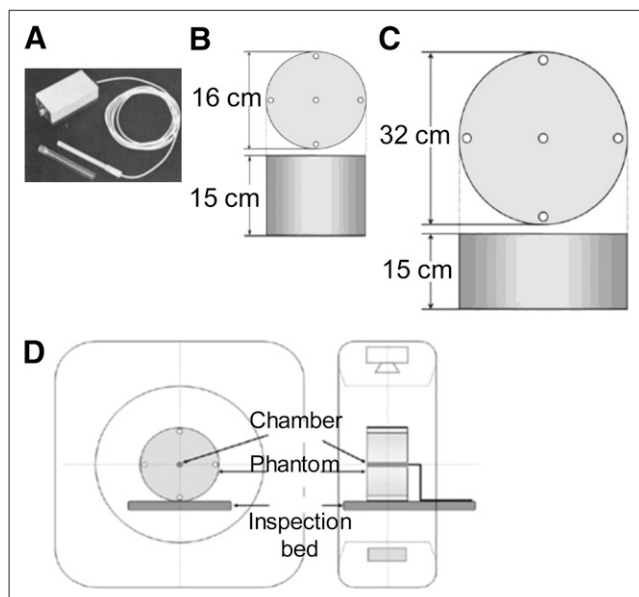 A
B
16 cm
15 cm
C
32 cm
15 cm
D
Chamber
Phantom
Inspection
bed